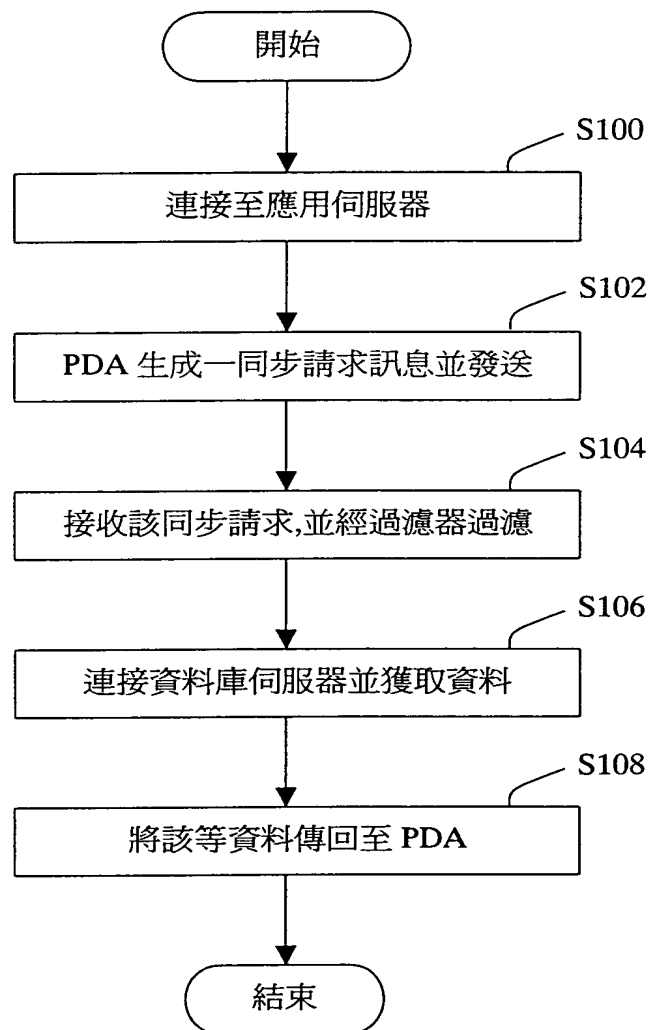 開始
S100
連接至應用伺服器
S102
PDA 生成一同步請求訊息並發送
S104
接收該同步請求,並經過濾器過濾
S106
連接資料庫伺服器並獲取資料
S108
將該等資料傳回至 PDA
結束